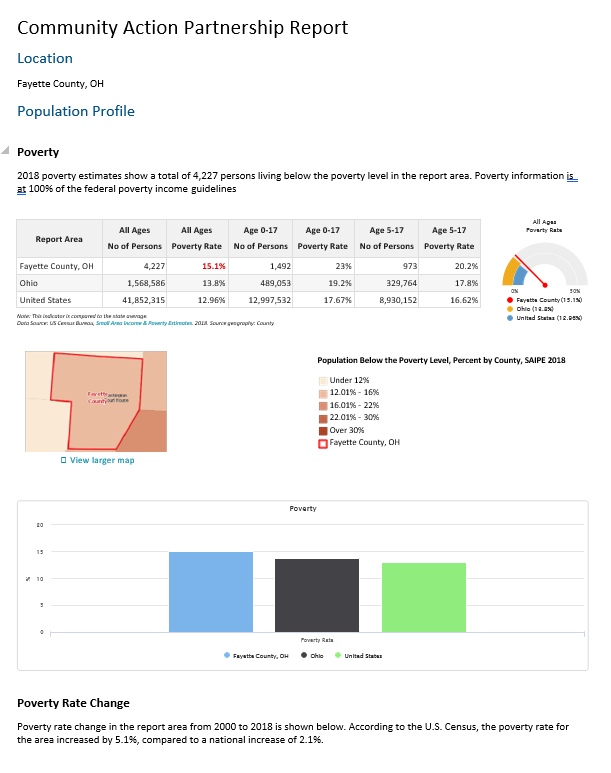 Community Action Partnership Report
Location
Fayette County, OH
Population Profile
Poverty
2018 poverty estimates show a total of 4,227 persons living below the poverty level in the report area. Poverty information is
at 100% of the federal poverty income guidelines
Report Area All Ages No of Persons All Ages Poverty Rate Age 0-17 No of Persons Age 0-17 Poverty Rate Age 5-17 No of Persons Age 5-17 Poverty Rate
Fayette County, OH 4,227 15.1% 1,492 23% 973 20.2%
Ohio 1,568,586 13.8% 489,053 19.2% 329,764 17.8%
United States 41,852,315 12.96% 12,997,532 17.67% 8,930,152 16.62%
Note: This indicator is compared to the state average.
Data Source: US Census Bureau, Small Area Income & Poverty Estimates. 2018. Source geography: County
All Ages
Poverty Rate
0% 50%
Fayette County (15.1%)
Ohio (13.8%)
United States (12.96%)
Fayette
County
View larger map
Population Below the Poverty Level, Percent by County, SAIPE 2018
Under 12%
12.01% - 16%
16.01% - 22%
22.01% - 30%
Over 30%
Fayette County, OH
Poverty
20
15
%
10
5
0
Poverty Rate
Fayette County, OH Ohio United States
Poverty Rate Change
Poverty rate change in the report area from 2000 to 2018 is shown below. According to the U.S. Census, the poverty rate for
the area increased by 5.1%, compared to a national increase of 2.1%.